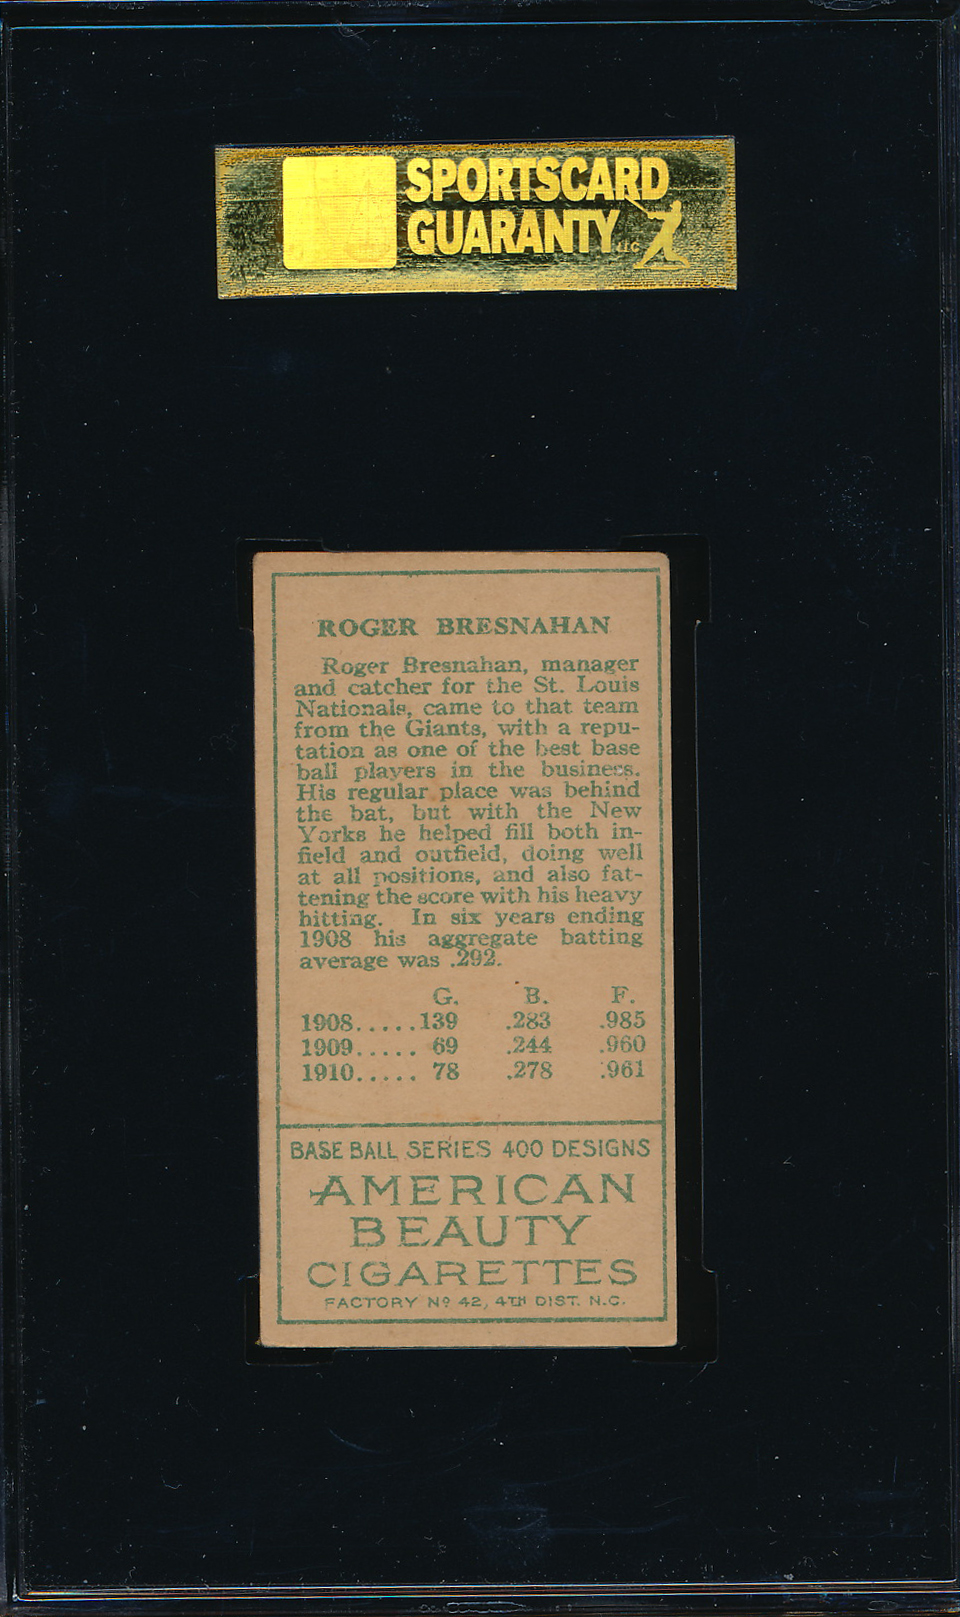 SPORTSCARD
GUARANTY LLC
ROGER BRESNAHAN
Roger Bresnahan, manager
and catcher for the St. Louis
Nationals, came to that team
from the Giants, with a repu-
tation as one of the best base
ball players in the business.
His regular place was behind
the bat, but with the New
Yorks he helped fill both in-
field and outfield, doing well
at all positions, and also fat-
tening the score with his heavy
hitting. In six years ending
1908 his aggregate batting
average was .292.
G. B. F.
1908.....139 .283 .985
1909..... 69 .244 .960
1910..... 78 .278 .961
BASE BALL SERIES 400 DESIGNS
AMERICAN
BEAUTY
CIGARETTES
FACTORY Nº 42, 4TH DIST. N.C.